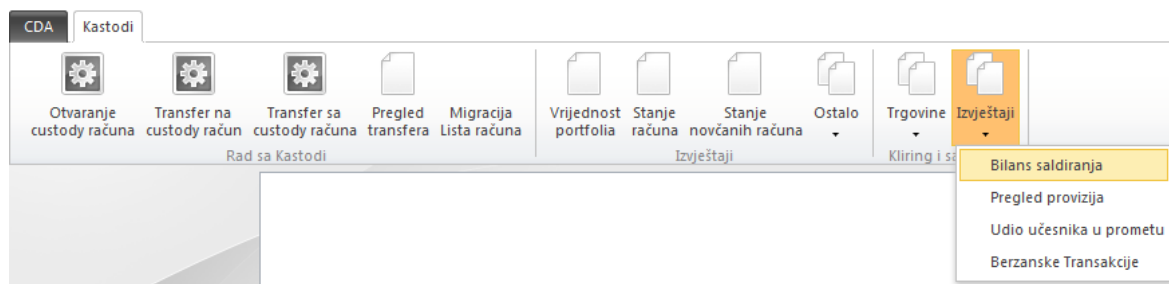 CDA Kastodi
Otvaranje Transfer na Transfer sa Pregled Migracija Vrijednost Stanje Stanje Ostalo Trgovine Izvještaji
custody računa custody račun custody računa transfera Lista računa portfolia računa novčanih računa
Rad sa Kastodi Izvještaji Kliring i
Bilans saldiranja
Pregled provizija
Udio učesnika u prometu
Berzanske Transakcije